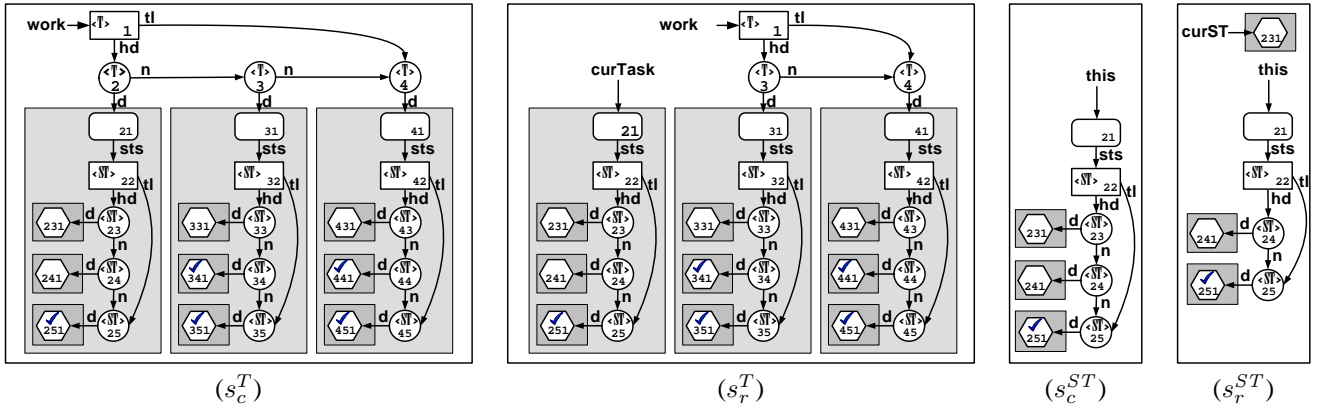 work <T> 1 tl
hd
<T> 2 n <T> 3 n <T> 4
d d d
21 31 41
sts sts sts
<ST> 22 tl <ST> 32 tl <ST> 42 tl
hd hd hd
231 d <ST> 23 331 d <ST> 33 431 d <ST> 43
n n n
241 d <ST> 24 341 d <ST> 34 441 d <ST> 44
n n n
251 d <ST> 25 351 d <ST> 35 451 d <ST> 45
(s_c^T)
work <T> 1 tl
hd
curTask <T> 3 n <T> 4
d d
21 31 41
sts sts sts
<ST> 22 tl <ST> 32 tl <ST> 42 tl
hd hd hd
231 d <ST> 23 331 d <ST> 33 431 d <ST> 43
n n n
241 d <ST> 24 341 d <ST> 34 441 d <ST> 44
n n n
251 d <ST> 25 351 d <ST> 35 451 d <ST> 45
(s_r^T)
this
21
sts
<ST> 22 tl
hd
231 d <ST> 23
n
241 d <ST> 24
n
251 d <ST> 25
(s_c^ST)
curST 231
this
21
sts
<ST> 22 tl
hd
241 d <ST> 24
n
251 d <ST> 25
(s_r^ST)